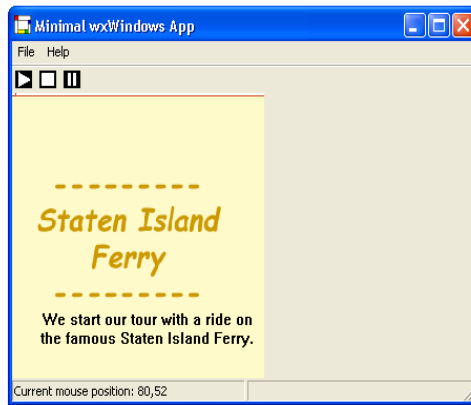 Minimal wxWindows App
File Help
---------
Staten Island
Ferry
---------
We start our tour with a ride on
the famous Staten Island Ferry.
Current mouse position: 80,52